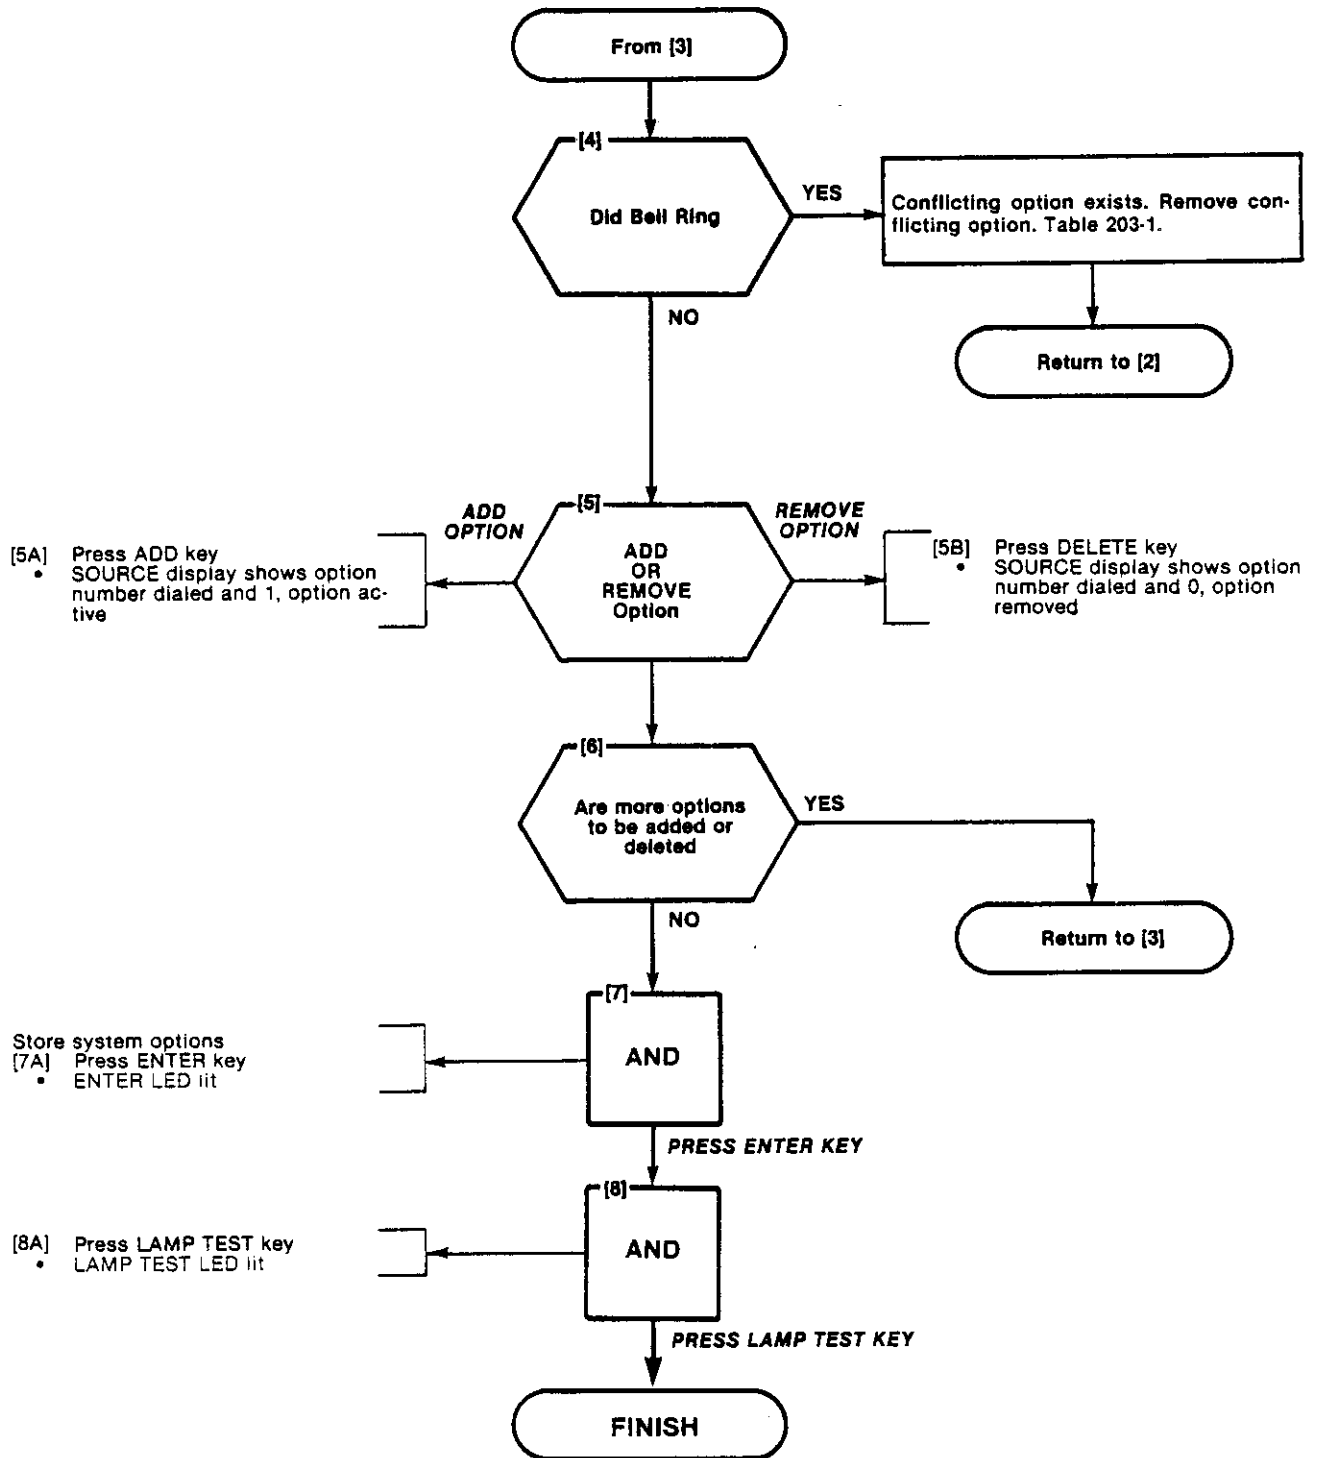 From [3]
[4]
Did Bell Ring
YES
Conflicting option exists. Remove con-
flicting option. Table 203-1.
NO
Return to [2]
[5]
ADD
OPTION
REMOVE
OPTION
ADD
OR
REMOVE
Option
[5A] Press ADD key
• SOURCE display shows option
number dialed and 1, option ac-
tive
[5B] Press DELETE key
• SOURCE display shows option
number dialed and 0, option
removed
[6]
Are more options
to be added or
deleted
YES
NO
Return to [3]
[7]
AND
Store system options
[7A] Press ENTER key
• ENTER LED lit
PRESS ENTER KEY
[8]
AND
[8A] Press LAMP TEST key
• LAMP TEST LED lit
PRESS LAMP TEST KEY
FINISH